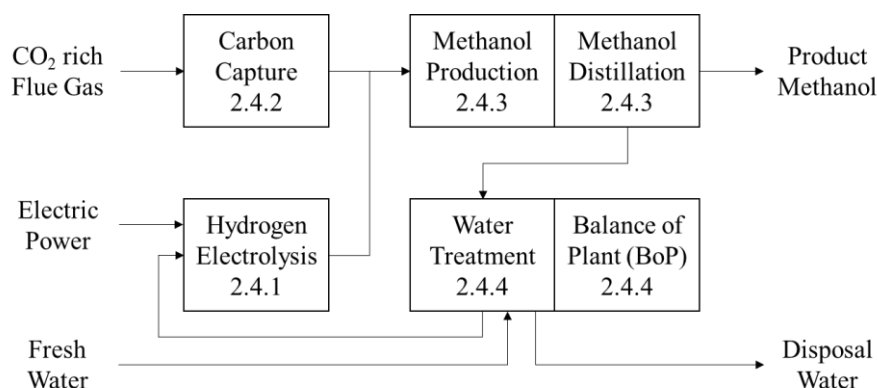 CO₂ rich
Flue Gas
Carbon
Capture
2.4.2
Methanol
Production
2.4.3
Methanol
Distillation
2.4.3
Product
Methanol
Electric
Power
Hydrogen
Electrolysis
2.4.1
Water
Treatment
2.4.4
Balance of
Plant (BoP)
2.4.4
Fresh
Water
Disposal
Water